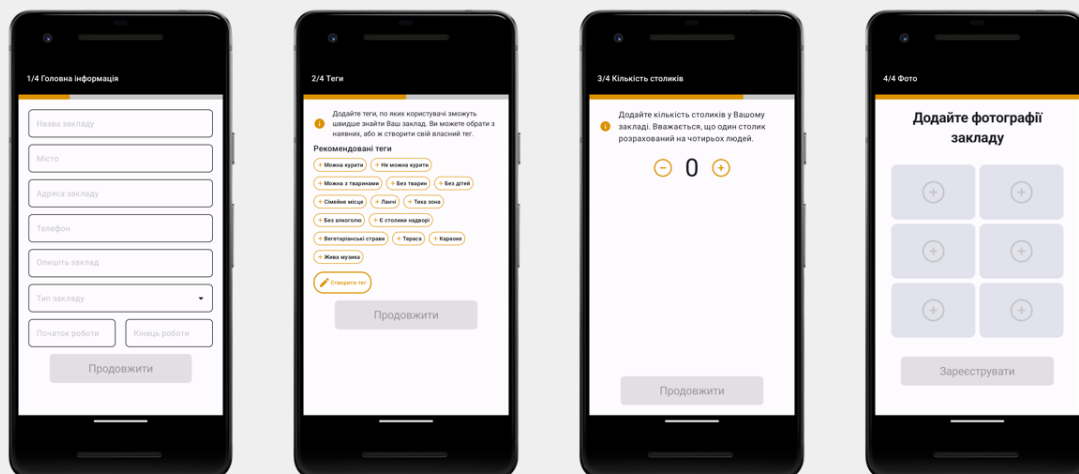 1/4 Головна інформація
Назва закладу
Місто
Адреса закладу
Телефон
Опишіть заклад
Тип закладу
Початок роботи
Кінець роботи
Продовжити
2/4 Теги
Додайте теги, по яких користувачі зможуть
швидше знайти Ваш заклад. Ви можете обрати з
наявних, або ж створити свій власний тег.
Рекомендовані теги
+ Можна курити + Не можна курити
+ Можна з тваринами + Без тварин + Без дітей
+ Сімейне місце + Ланчі + Тиха зона
+ Без алкоголю + Є столики надворі
+ Вегетаріанські страви + Тераса + Караоке
+ Жива музика
Створити тег
Продовжити
3/4 Кількість столиків
Додайте кількість столиків у Вашому
закладі. Вважається, що один столик
розрахований на чотирьох людей.
0
Продовжити
4/4 Фото
Додайте фотографії
закладу
Зареєструвати